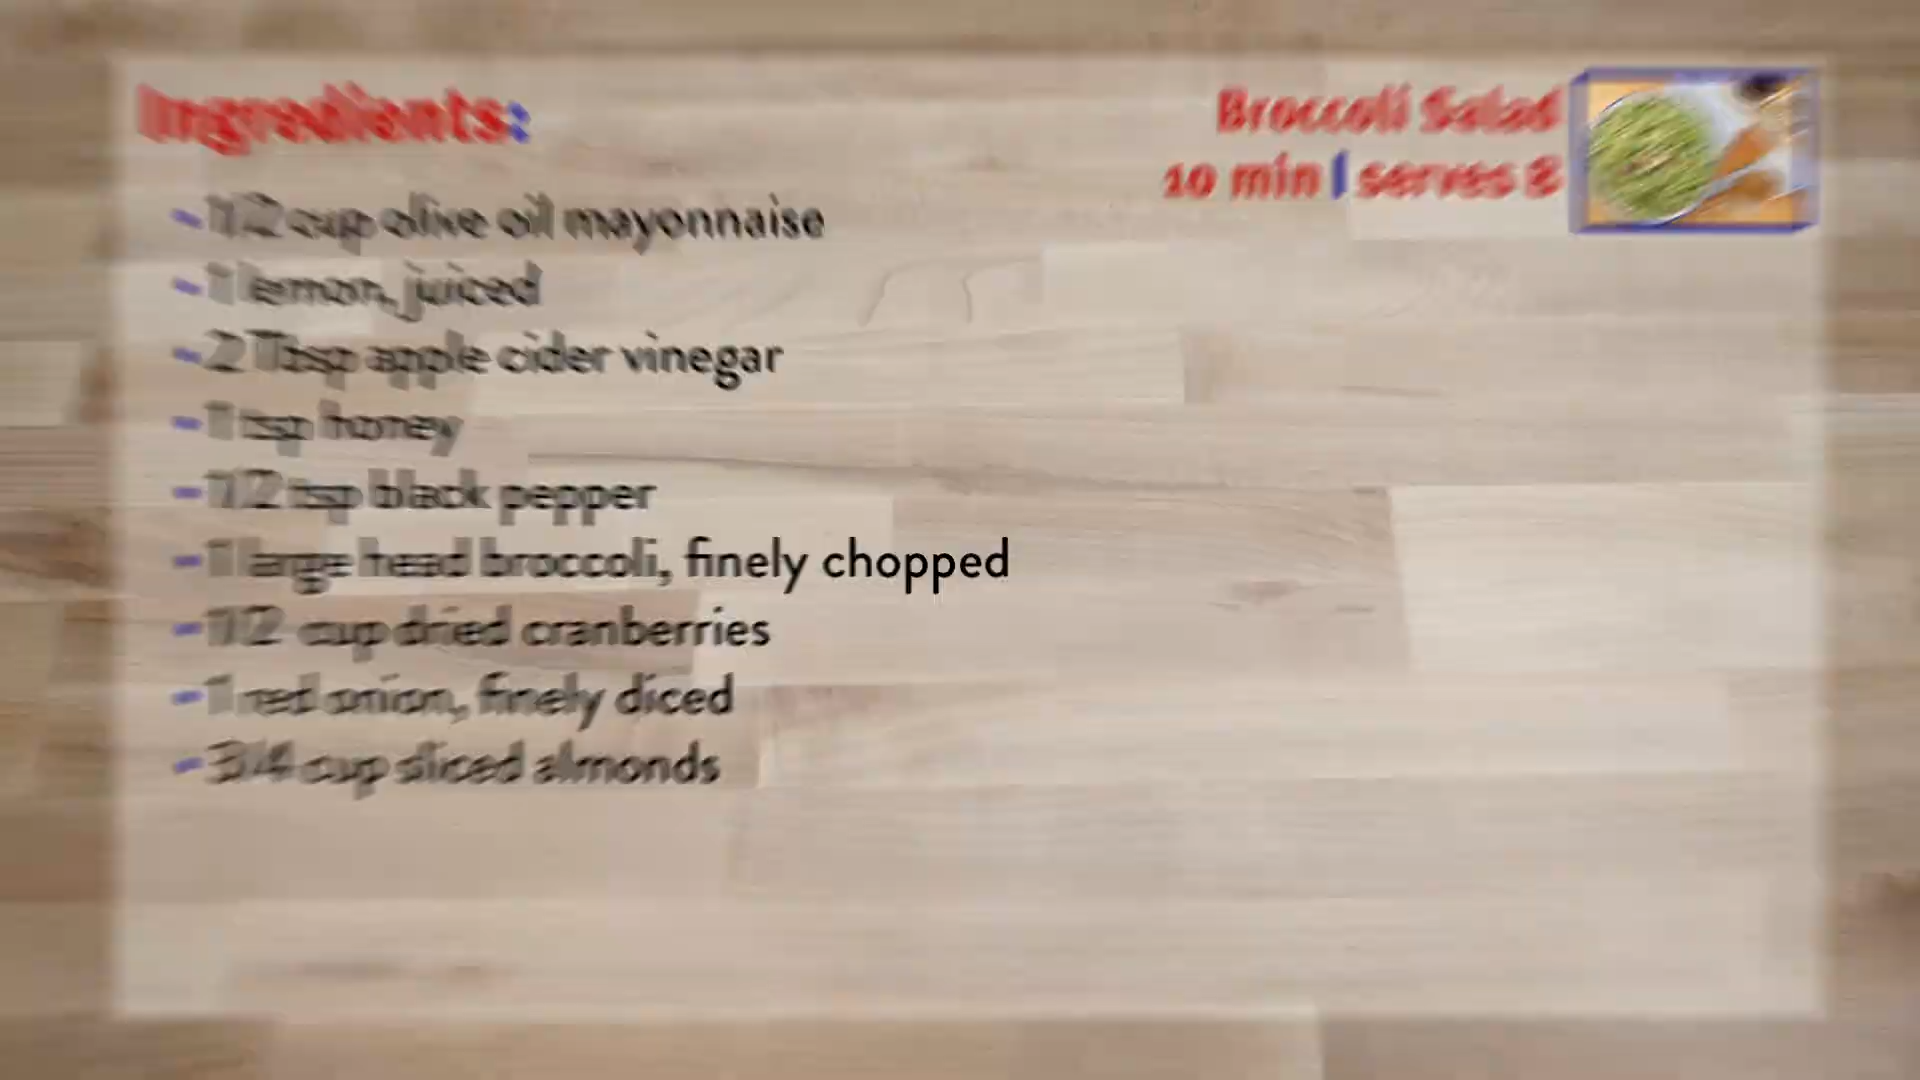 Ingredients:
Broccoli Salad
10 min | serves 8
- 1/2 cup olive oil mayonnaise
- 1 lemon, juiced
- 2 Tbsp apple cider vinegar
- 1 tsp honey
- 1/2 tsp black pepper
- 1 large head broccoli, finely chopped
- 1/2 cup dried cranberries
- 1 red onion, finely diced
- 3/4 cup sliced almonds